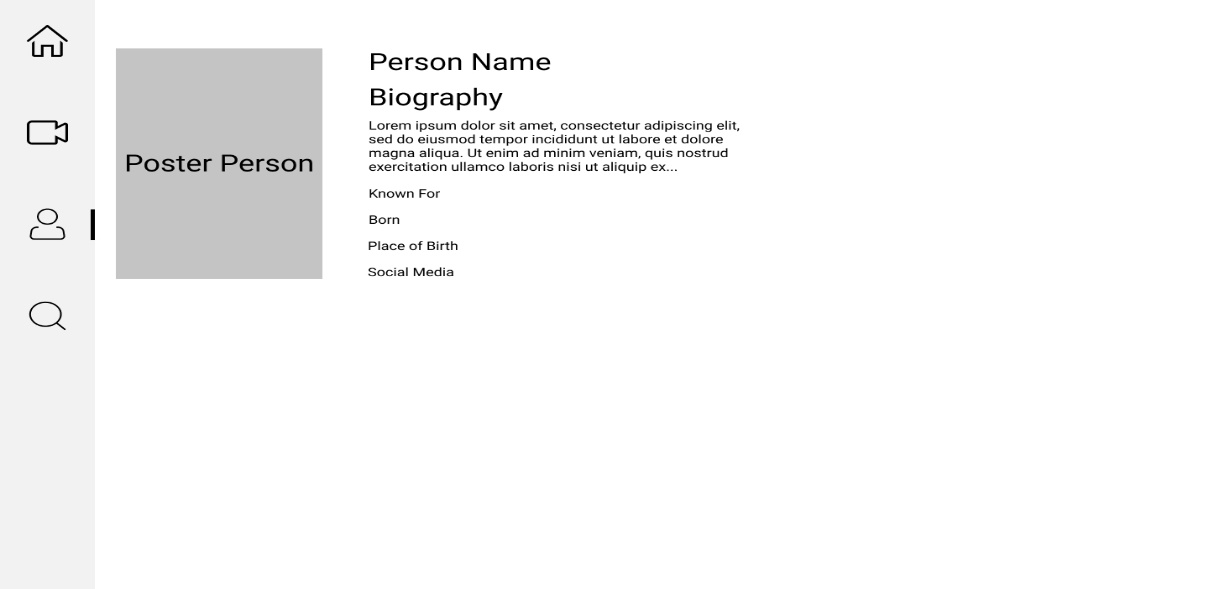 Poster Person
Person Name
Biography
Lorem ipsum dolor sit amet, consectetur adipiscing elit,
sed do eiusmod tempor incididunt ut labore et dolore
magna aliqua. Ut enim ad minim veniam, quis nostrud
exercitation ullamco laboris nisi ut aliquip ex...
Known For
Born
Place of Birth
Social Media